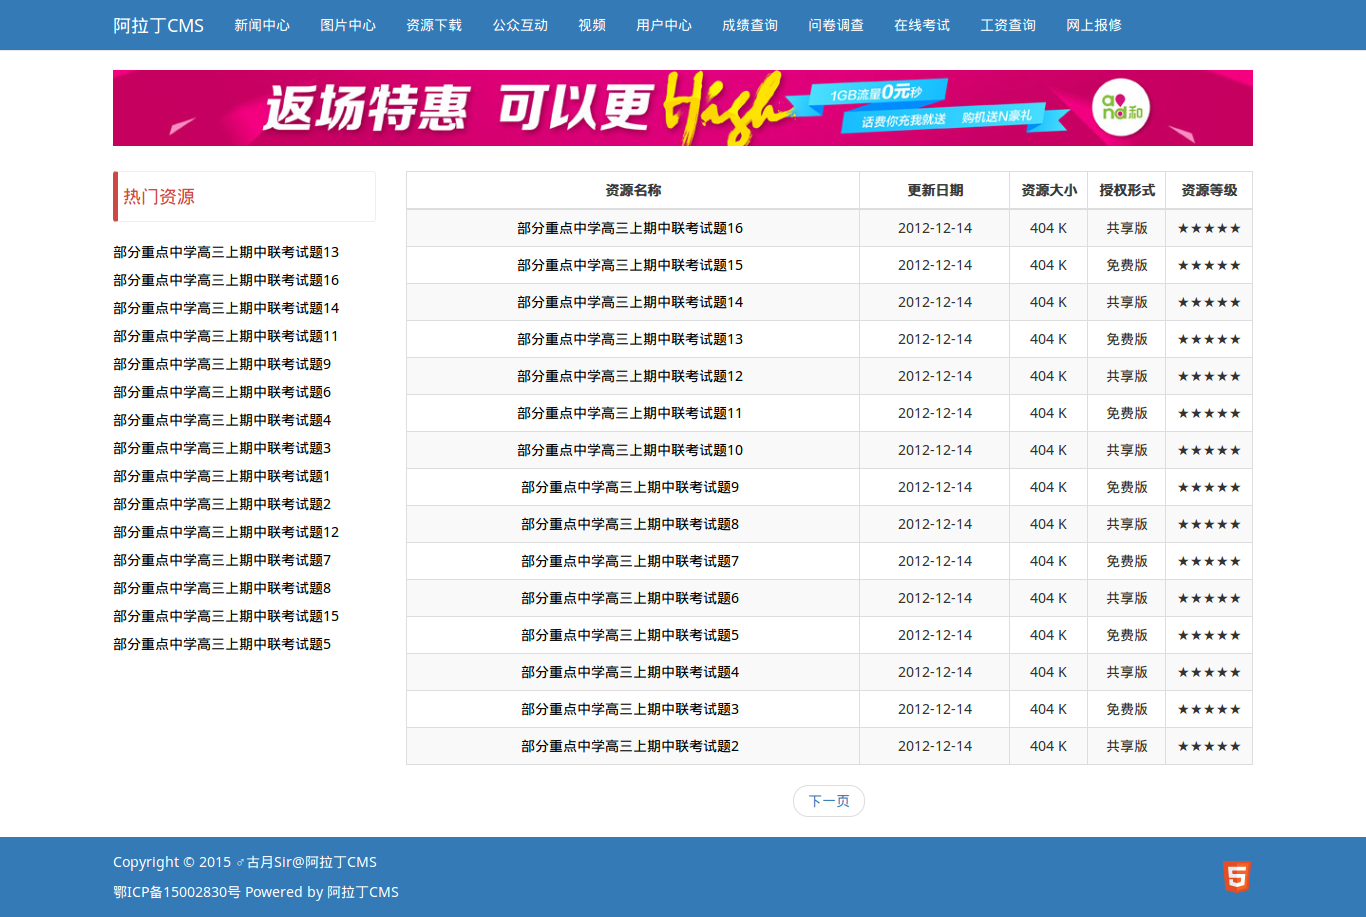 阿拉丁CMS 新闻中心 图片中心 资源下载 公众互动 视频 用户中心 成绩查询 问卷调查 在线考试 工资查询 网上报修
返场特惠 可以更High 1GB流量0元秒
话费你充我就送 购机送N豪礼
and和
热门资源
部分重点中学高三上期中联考试题13
部分重点中学高三上期中联考试题16
部分重点中学高三上期中联考试题14
部分重点中学高三上期中联考试题11
部分重点中学高三上期中联考试题9
部分重点中学高三上期中联考试题6
部分重点中学高三上期中联考试题4
部分重点中学高三上期中联考试题3
部分重点中学高三上期中联考试题1
部分重点中学高三上期中联考试题2
部分重点中学高三上期中联考试题12
部分重点中学高三上期中联考试题7
部分重点中学高三上期中联考试题8
部分重点中学高三上期中联考试题15
部分重点中学高三上期中联考试题5
资源名称 更新日期 资源大小 授权形式 资源等级
部分重点中学高三上期中联考试题16 2012-12-14 404 K 共享版 ★★★★★
部分重点中学高三上期中联考试题15 2012-12-14 404 K 免费版 ★★★★★
部分重点中学高三上期中联考试题14 2012-12-14 404 K 共享版 ★★★★★
部分重点中学高三上期中联考试题13 2012-12-14 404 K 免费版 ★★★★★
部分重点中学高三上期中联考试题12 2012-12-14 404 K 共享版 ★★★★★
部分重点中学高三上期中联考试题11 2012-12-14 404 K 免费版 ★★★★★
部分重点中学高三上期中联考试题10 2012-12-14 404 K 共享版 ★★★★★
部分重点中学高三上期中联考试题9 2012-12-14 404 K 免费版 ★★★★★
部分重点中学高三上期中联考试题8 2012-12-14 404 K 共享版 ★★★★★
部分重点中学高三上期中联考试题7 2012-12-14 404 K 免费版 ★★★★★
部分重点中学高三上期中联考试题6 2012-12-14 404 K 共享版 ★★★★★
部分重点中学高三上期中联考试题5 2012-12-14 404 K 免费版 ★★★★★
部分重点中学高三上期中联考试题4 2012-12-14 404 K 共享版 ★★★★★
部分重点中学高三上期中联考试题3 2012-12-14 404 K 免费版 ★★★★★
部分重点中学高三上期中联考试题2 2012-12-14 404 K 共享版 ★★★★★
下一页
Copyright © 2015 ♂古月Sir@阿拉丁CMS
鄂ICP备15002830号 Powered by 阿拉丁CMS
5